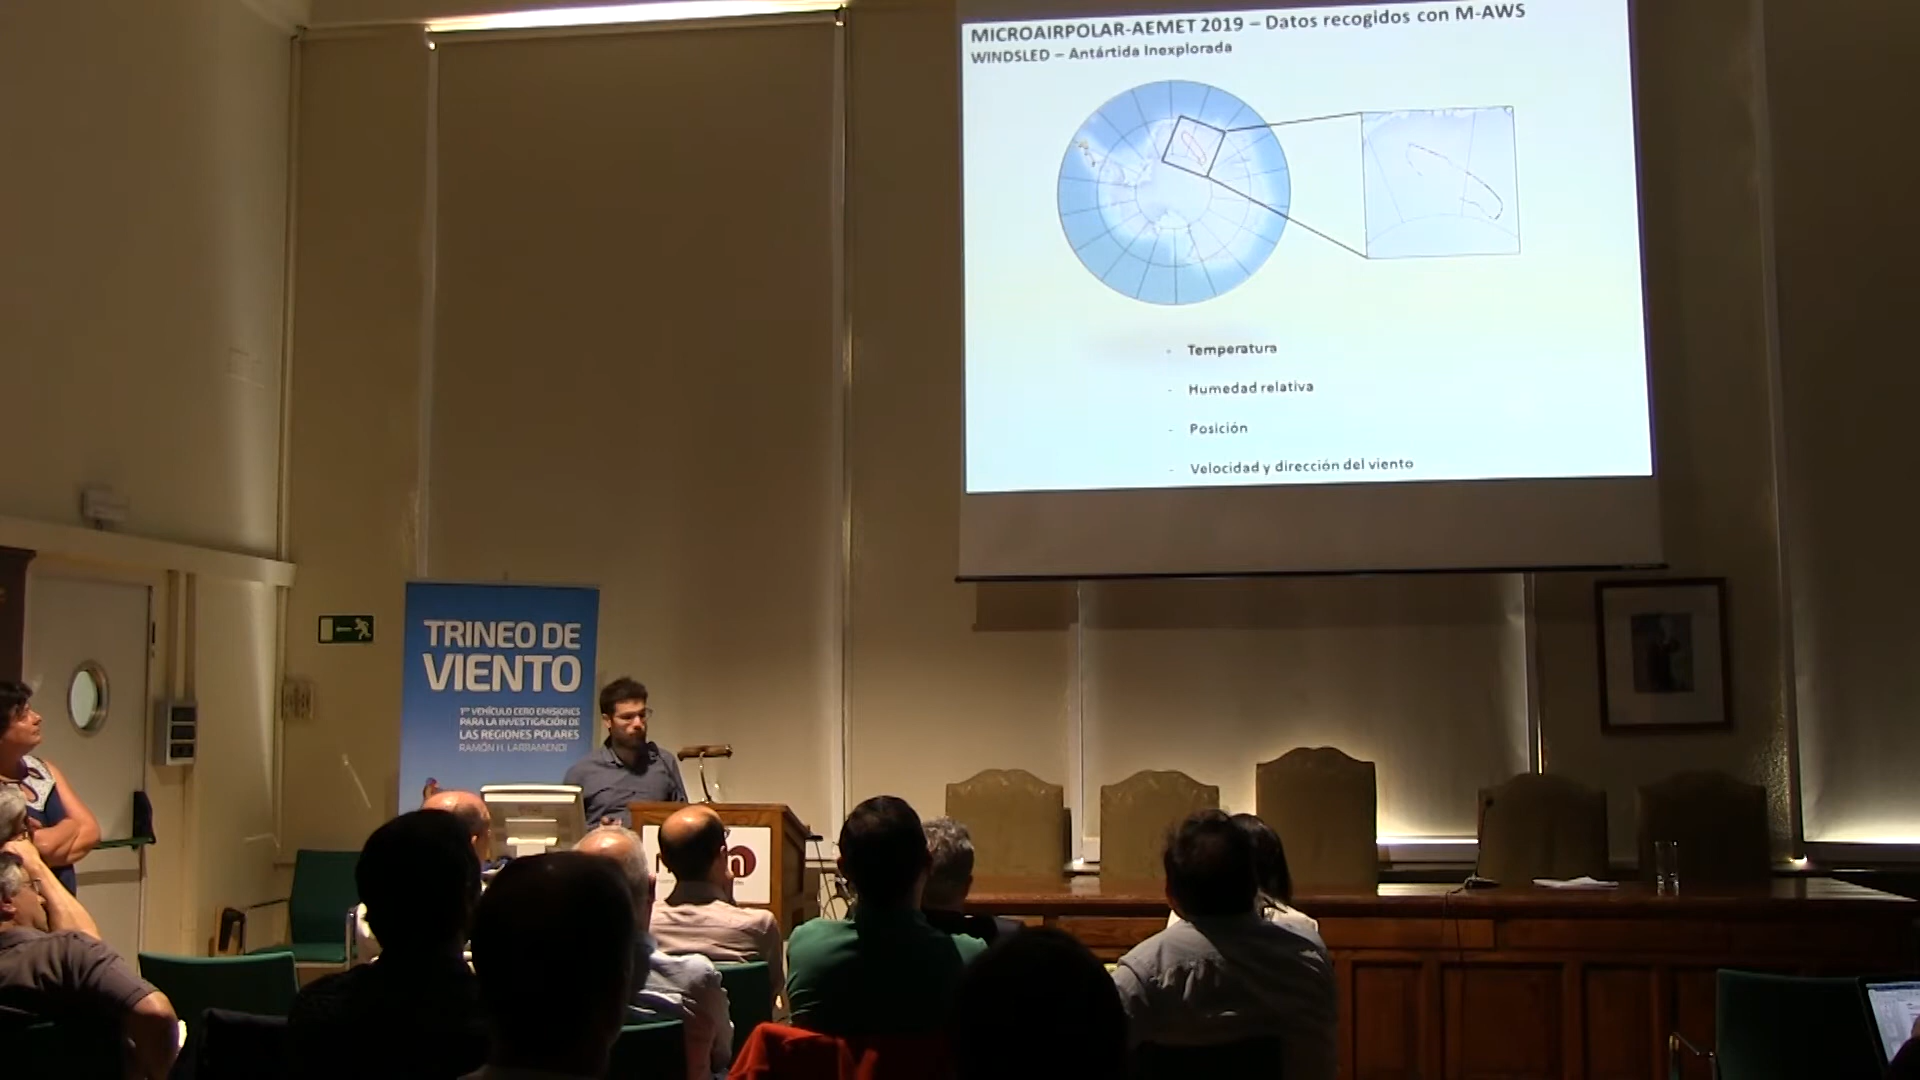 MICROAIRPOLAR-AEMET 2019 – Datos recogidos con M-AWS
WINDSLED – Antártida Inexplorada
- Temperatura
- Humedad relativa
- Posición
- Velocidad y dirección del viento
TRINEO DE
VIENTO
1er VEHÍCULO CERO EMISIONES
PARA LA INVESTIGACIÓN DE
LAS REGIONES POLARES
RAMÓN H. LARRAMENDI
n